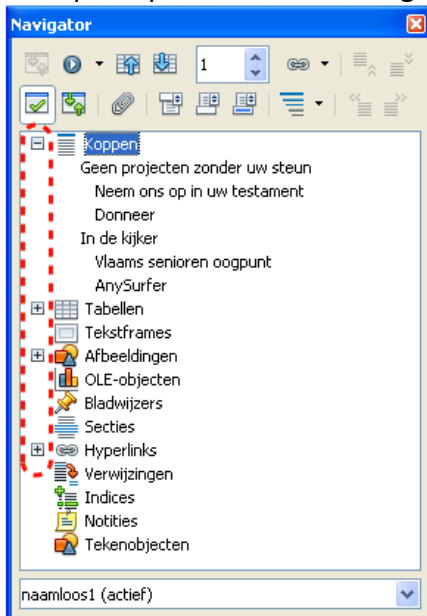 Navigator
1
Koppen
Geen projecten zonder uw steun
Neem ons op in uw testament
Donneer
In de kijker
Vlaams senioren oogpunt
AnySurfer
Tabellen
Tekstframes
Afbeeldingen
OLE-objecten
Bladwijzers
Secties
Hyperlinks
Verwijzingen
Indices
Notities
Tekenobjecten
naamloos1 (actief)